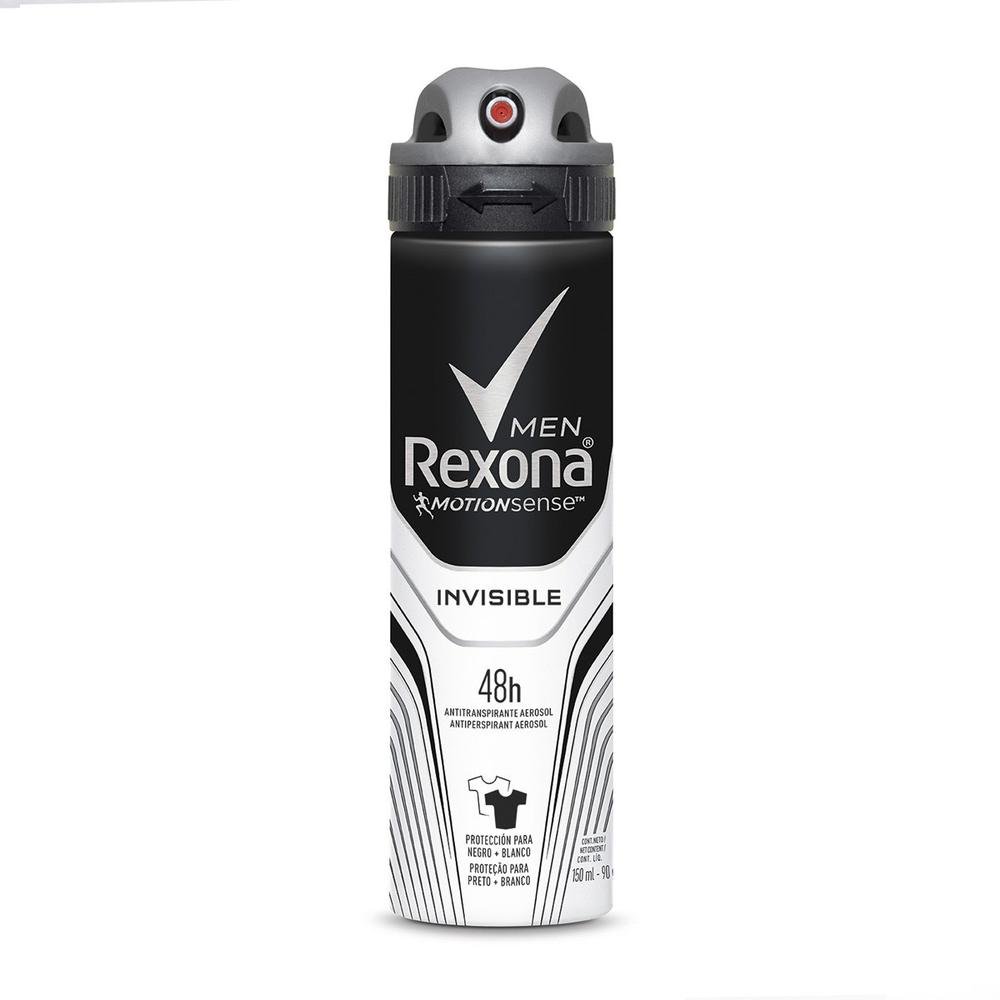 MEN
Rexona®
MOTIONsense™
INVISIBLE
48h
ANTITRANSPIRANTE AEROSOL
ANTIPERSPIRANT AEROSOL
PROTECCIÓN PARA
NEGRO + BLANCO
PROTEÇÃO PARA
PRETO + BRANCO
CONT. NETO /
NET CONTENT /
CONT. LÍQ.
150 ml - 90